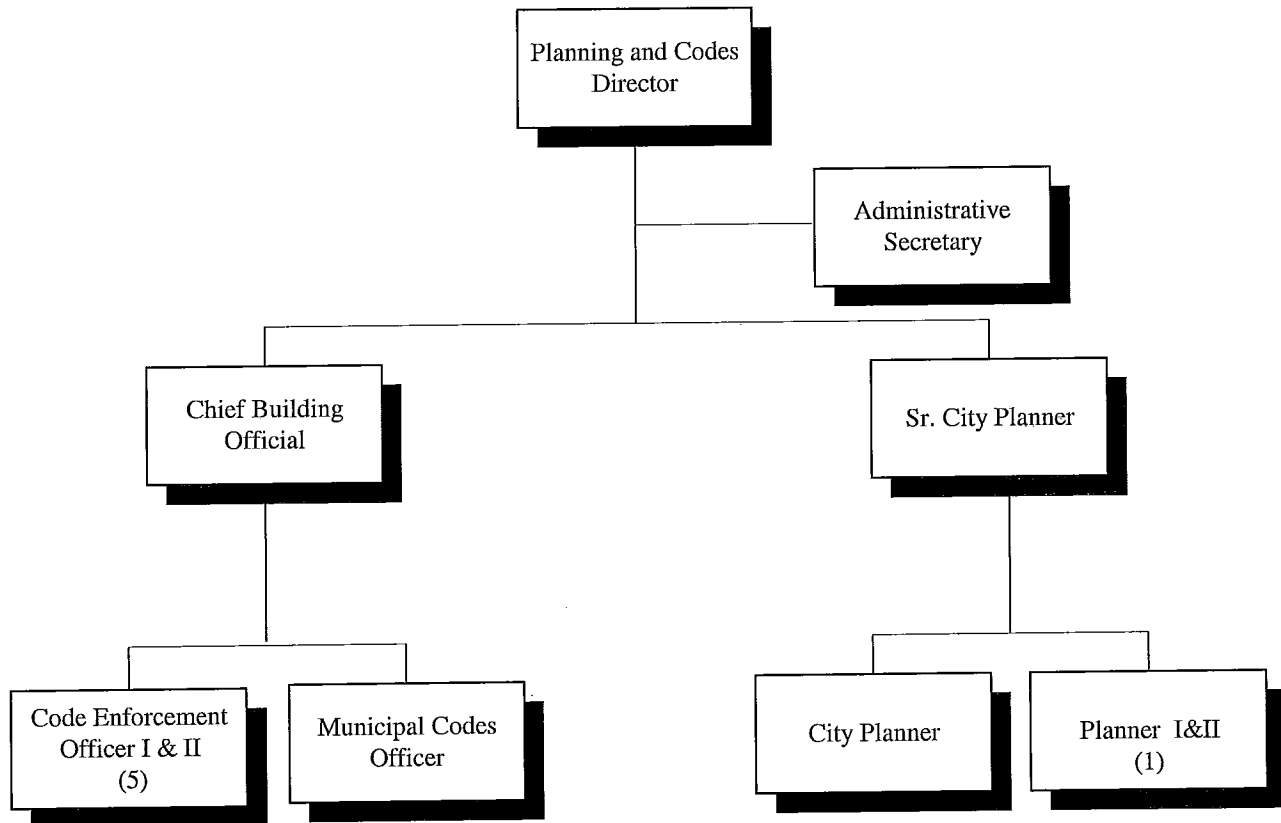 Planning and Codes
Director
Administrative
Secretary
Chief Building
Official
Sr. City Planner
Code Enforcement
Officer I & II
(5)
Municipal Codes
Officer
City Planner
Planner I&II
(1)